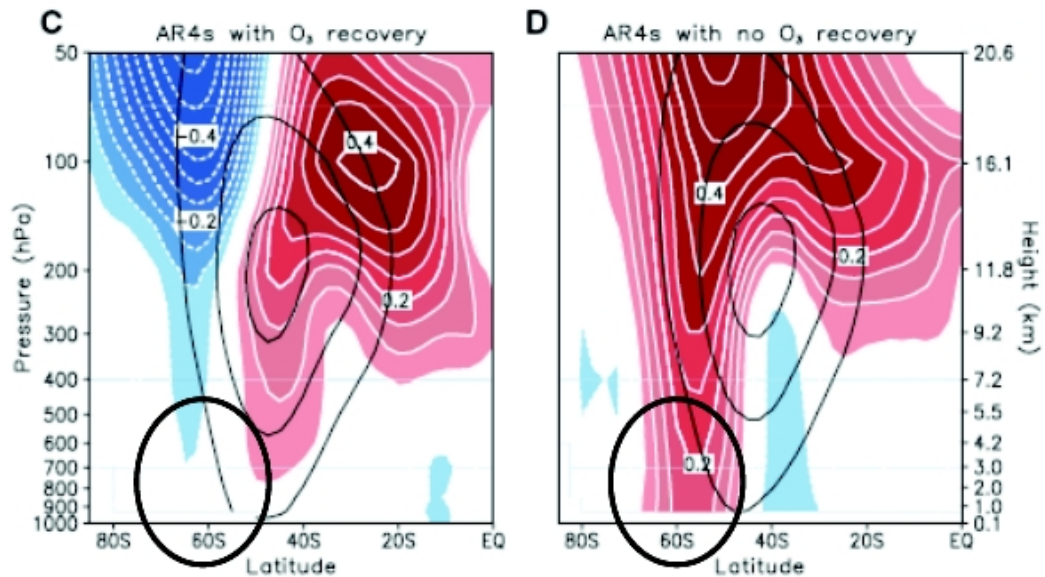 C
AR4s with O₃ recovery
50
100
200
300
400
500
600
700
800
900
1000
Pressure (hPa)
-0.4
-0.2
0.4
0.2
80S 60S 40S 20S EQ
Latitude
D
AR4s with no O₃ recovery
0.4
0.2
0.2
20.6
16.1
11.8
9.2
7.2
5.5
4.2
3.0
2.0
1.0
0.1
Height (km)
80S 60S 40S 20S EQ
Latitude